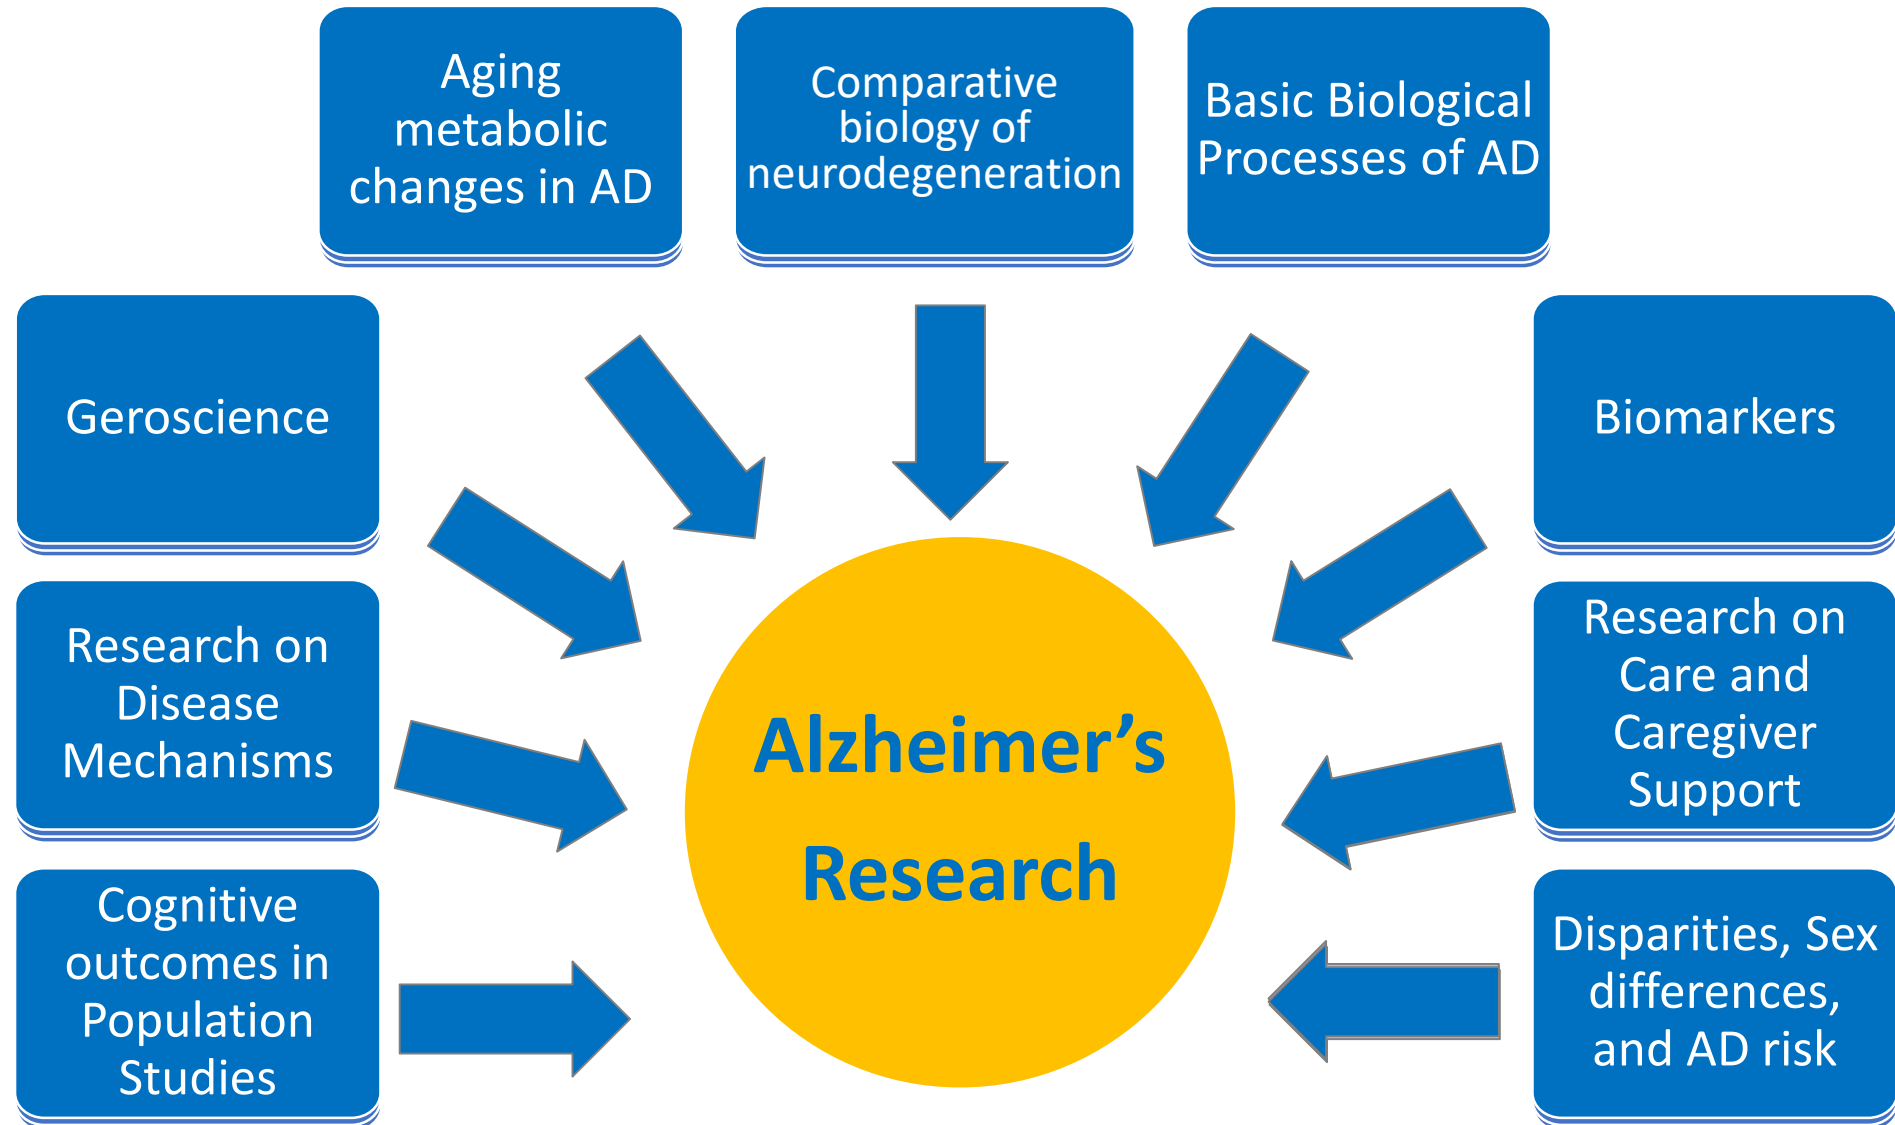 Aging
metabolic
changes in AD
Comparative
biology of
neurodegeneration
Basic Biological
Processes of AD
Geroscience
Biomarkers
Research on
Disease
Mechanisms
Research on
Care and
Caregiver
Support
Alzheimer’s
Research
Cognitive
outcomes in
Population
Studies
Disparities, Sex
differences,
and AD risk